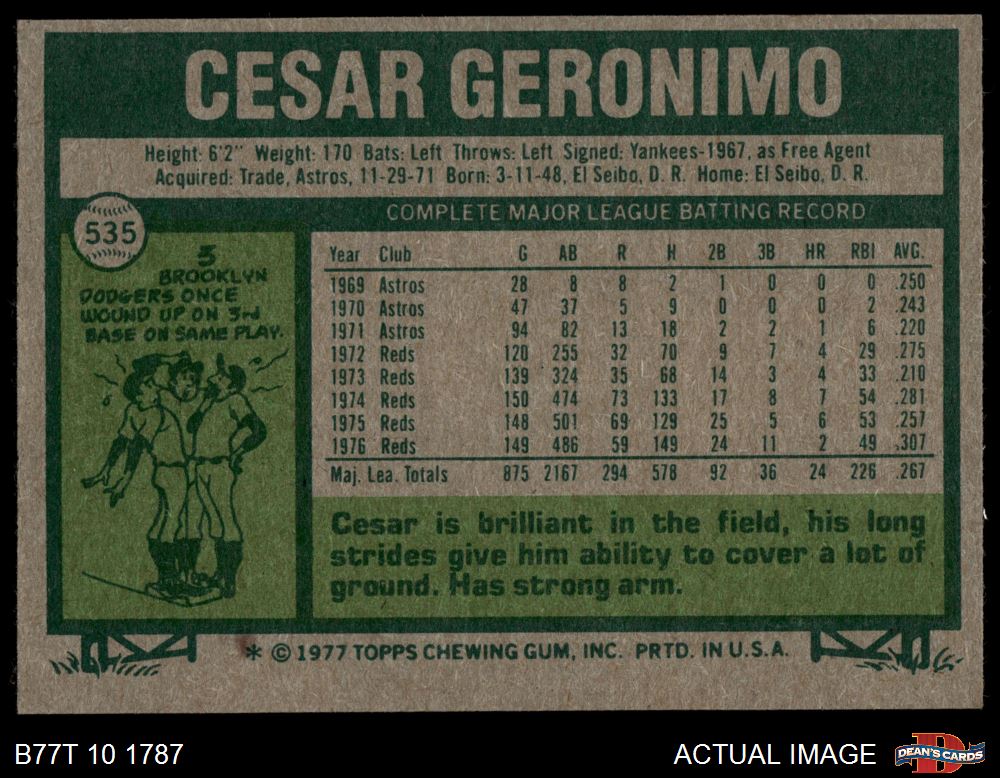 CESAR GERONIMO
Height: 6'2" Weight: 170 Bats: Left Throws: Left Signed: Yankees-1967, as Free Agent
Acquired: Trade, Astros, 11-29-71 Born: 3-11-48, El Seibo, D. R. Home: El Seibo, D. R.
535
COMPLETE MAJOR LEAGUE BATTING RECORD
3
BROOKLYN
DODGERS ONCE
WOUND UP ON 3rd
BASE ON SAME PLAY.
Year Club G AB R H 2B 3B HR RBI AVG.
1969 Astros 28 8 8 2 1 0 0 0 .250
1970 Astros 47 37 5 9 0 0 0 2 .243
1971 Astros 94 82 13 18 2 2 1 6 .220
1972 Reds 120 255 32 70 9 7 4 29 .275
1973 Reds 139 324 35 68 14 3 4 33 .210
1974 Reds 150 474 73 133 17 8 7 54 .281
1975 Reds 148 501 69 129 25 5 6 53 .257
1976 Reds 149 486 59 149 24 11 2 49 .307
Maj. Lea. Totals 875 2167 294 578 92 36 24 226 .267
Cesar is brilliant in the field, his long
strides give him ability to cover a lot of
ground. Has strong arm.
* © 1977 TOPPS CHEWING GUM, INC. PRTD. IN U.S.A.
B77T 10 1787
ACTUAL IMAGE
DEAN'S CARDS